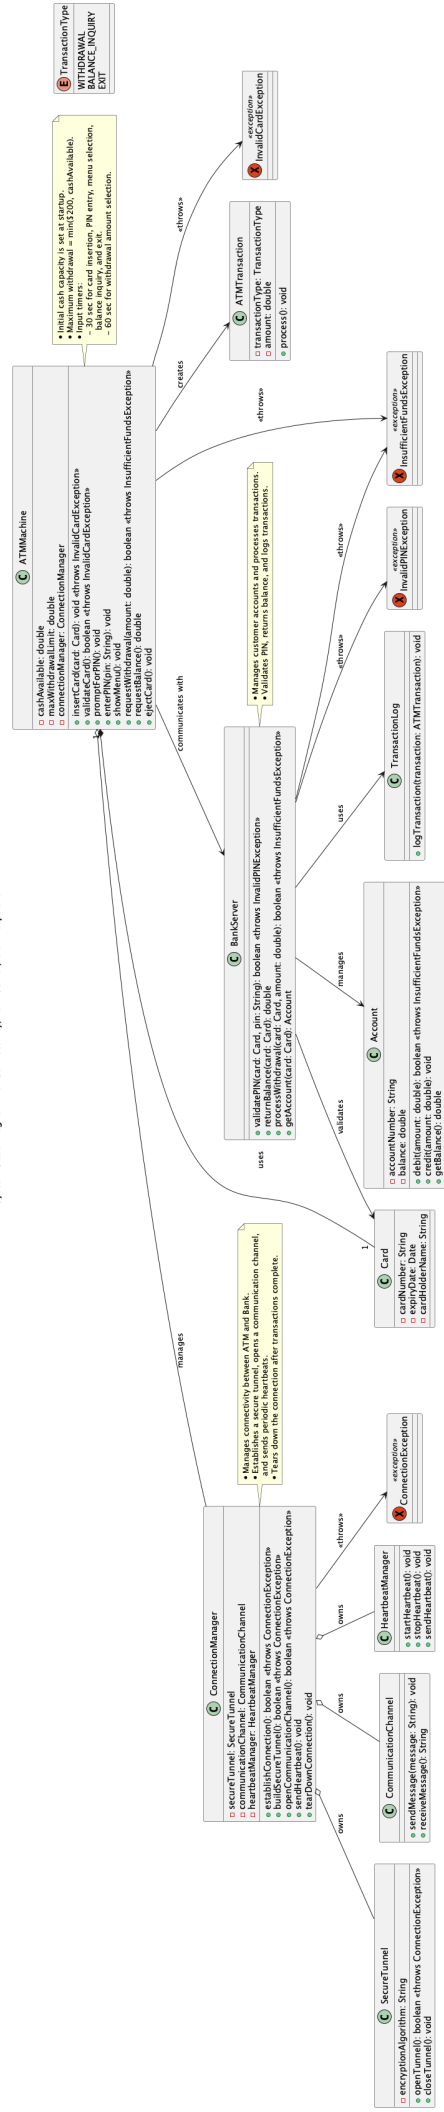 E TransactionType
WITHDRAWAL
BALANCE_INQUIRY
EXIT
C ATMMachine
cashAvailable: double
maxWithdrawalLimit: double
connectionManager: ConnectionManager
insertCard(card: Card): void «throws InvalidCardException»
validateCard(): boolean «throws InvalidCardException»
promptForPIN(): void
enterPIN(pin: String): void
showMenu(): void
requestWithdrawal(amount: double): boolean «throws InsufficientFundsException»
requestBalance(): double
ejectCard(): void
• Initial cash capacity is set at startup.
• Maximum withdrawal = min($200, cashAvailable).
• Input timers:
– 30 sec for card insertion, PIN entry, menu selection,
balance inquiry, and exit.
– 60 sec for withdrawal amount selection.
manages
uses
1
1
communicates with
«throws»
creates
«throws»
C ConnectionManager
secureTunnel: SecureTunnel
communicationChannel: CommunicationChannel
heartbeatManager: HeartbeatManager
establishConnection(): boolean «throws ConnectionException»
buildSecureTunnel(): boolean «throws ConnectionException»
openCommunicationChannel(): boolean «throws ConnectionException»
sendHeartbeat(): void
tearDownConnection(): void
• Manages connectivity between ATM and Bank.
• Establishes a secure tunnel, opens a communication channel,
and sends periodic heartbeats.
• Tears down the connection after transactions complete.
C BankServer
validatePIN(card: Card, pin: String): boolean «throws InvalidPINException»
returnBalance(card: Card): double
processWithdrawal(card: Card, amount: double): boolean «throws InsufficientFundsException»
getAccount(card: Card): Account
• Manages customer accounts and processes transactions.
• Validates PIN, returns balance, and logs transactions.
C ATMTransaction
transactionType: TransactionType
amount: double
process(): void
«exception»
X InvalidCardException
owns
owns
owns
«throws»
validates
manages
uses
«throws»
«throws»
C SecureTunnel
encryptionAlgorithm: String
openTunnel(): boolean «throws ConnectionException»
closeTunnel(): void
C CommunicationChannel
sendMessage(message: String): void
receiveMessage(): String
C HeartbeatManager
startHeartbeat(): void
stopHeartbeat(): void
sendHeartbeat(): void
«exception»
X ConnectionException
C Card
cardNumber: String
expiryDate: Date
cardHolderName: String
C Account
accountNumber: String
balance: double
debit(amount: double): boolean «throws InsufficientFundsException»
credit(amount: double): void
getBalance(): double
C TransactionLog
logTransaction(transaction: ATMTransaction): void
«exception»
X InvalidPINException
«exception»
X InsufficientFundsException